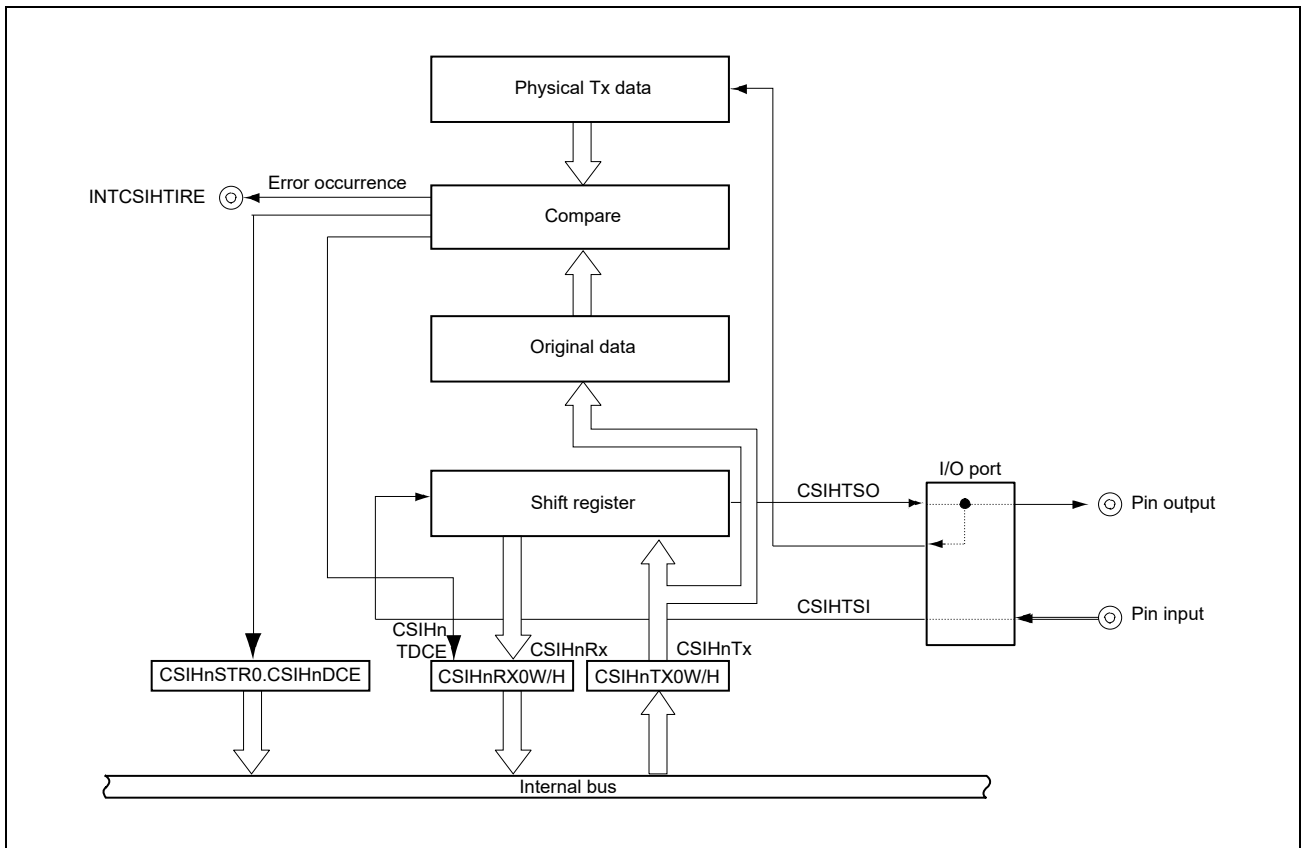 Physical Tx data
Error occurrence
INTCSIHTIRE
Compare
Original data
I/O port
Shift register
CSIHTSO
Pin output
CSIHTSI
Pin input
CSIHn
TDCE
CSIHnRx
CSIHnTx
CSIHnSTR0.CSIHnDCE
CSIHnRX0W/H
CSIHnTX0W/H
Internal bus